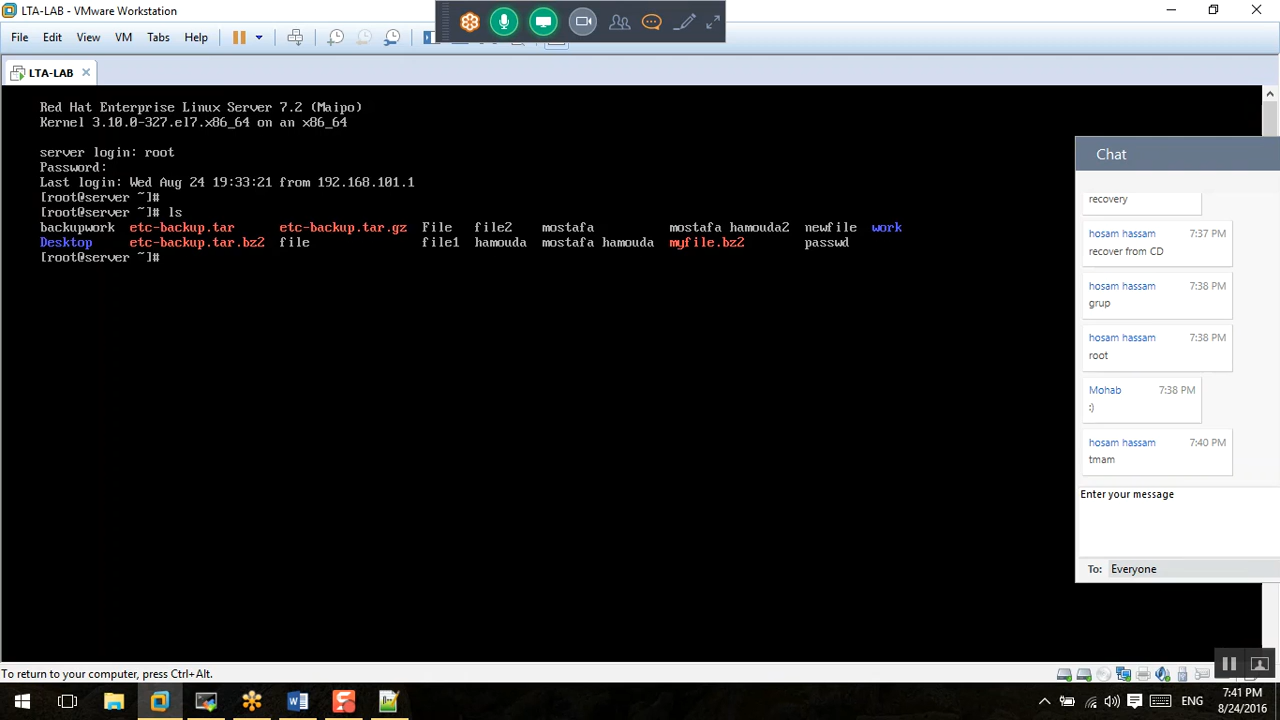 LTA-LAB - VMware Workstation
File Edit View VM Tabs Help
LTA-LAB
Red Hat Enterprise Linux Server 7.2 (Maipo)
Kernel 3.10.0-327.el7.x86_64 on an x86_64
server login: root
Password:
Last login: Wed Aug 24 19:33:21 from 192.168.101.1
[root@server ~]#
[root@server ~]# ls
backupwork etc-backup.tar etc-backup.tar.gz File file2 mostafa mostafa hamouda2 newfile work
Desktop etc-backup.tar.bz2 file file1 hamouda mostafa hamouda myfile.bz2 passwd
[root@server ~]#
Chat
recovery
hosam hassam 7:37 PM
recover from CD
hosam hassam 7:38 PM
grup
hosam hassam 7:38 PM
root
Mohab 7:38 PM
:)
hosam hassam 7:40 PM
tmam
Enter your message
To: Everyone
To return to your computer, press Ctrl+Alt.
ENG
7:41 PM
8/24/2016